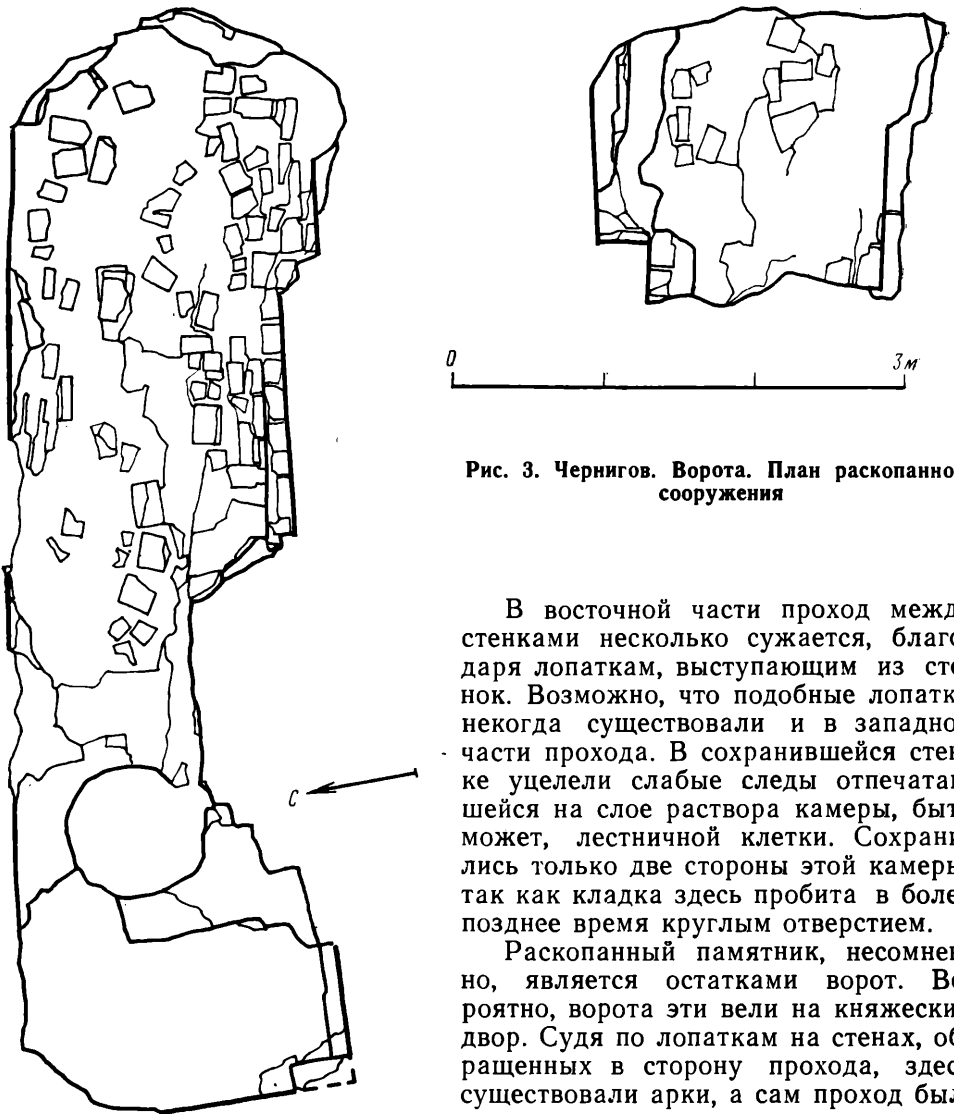 0 3м
Рис. 3. Чернигов. Ворота. План раскопанно
сооружения
С
В восточной части проход межд
стенками несколько сужается, благо
даря лопаткам, выступающим из сте
нок. Возможно, что подобные лопатк
некогда существовали и в западно
части прохода. В сохранившейся стен
ке уцелели слабые следы отпечатан
шейся на слое раствора камеры, быт
может, лестничной клетки. Сохрани
лись только две стороны этой камеры
так как кладка здесь пробита в боле
позднее время круглым отверстием.
Раскопанный памятник, несомнен
но, является остатками ворот. Ве
роятно, ворота эти вели на княжески
двор. Судя по лопаткам на стенах, об
ращенных в сторону прохода, здес
существовали арки, а сам проход был